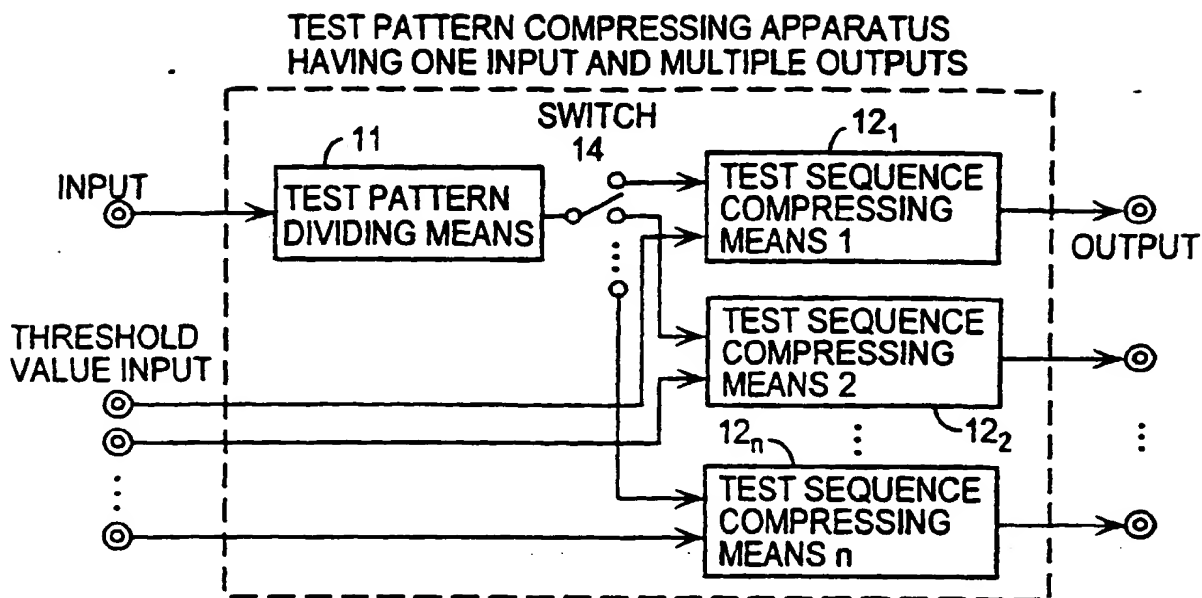 TEST PATTERN COMPRESSING APPARATUS
HAVING ONE INPUT AND MULTIPLE OUTPUTS
SWITCH
14
11
12₁
INPUT
TEST PATTERN
DIVIDING MEANS
TEST SEQUENCE
COMPRESSING
MEANS 1
OUTPUT
THRESHOLD
VALUE INPUT
TEST SEQUENCE
COMPRESSING
MEANS 2
12₂
12ₙ
TEST SEQUENCE
COMPRESSING
MEANS n